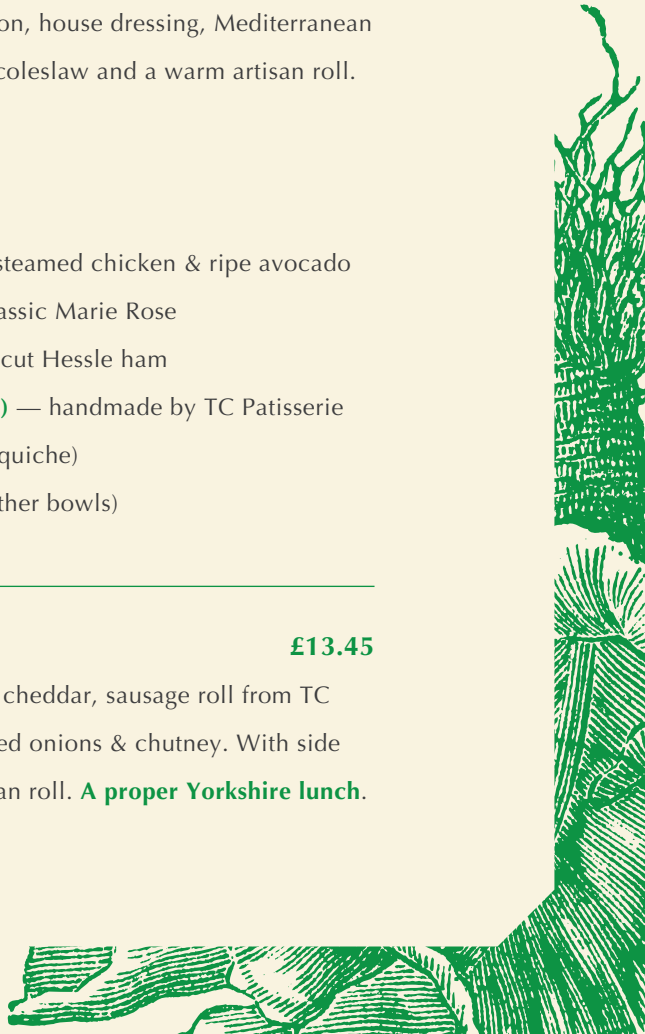 on, house dressing, Mediterranean
coleslaw and a warm artisan roll.
steamed chicken & ripe avocado
assic Marie Rose
cut Hessle ham
) — handmade by TC Patisserie
quiche)
ther bowls)
£13.45
cheddar, sausage roll from TC
ed onions & chutney. With side
an roll. A proper Yorkshire lunch.